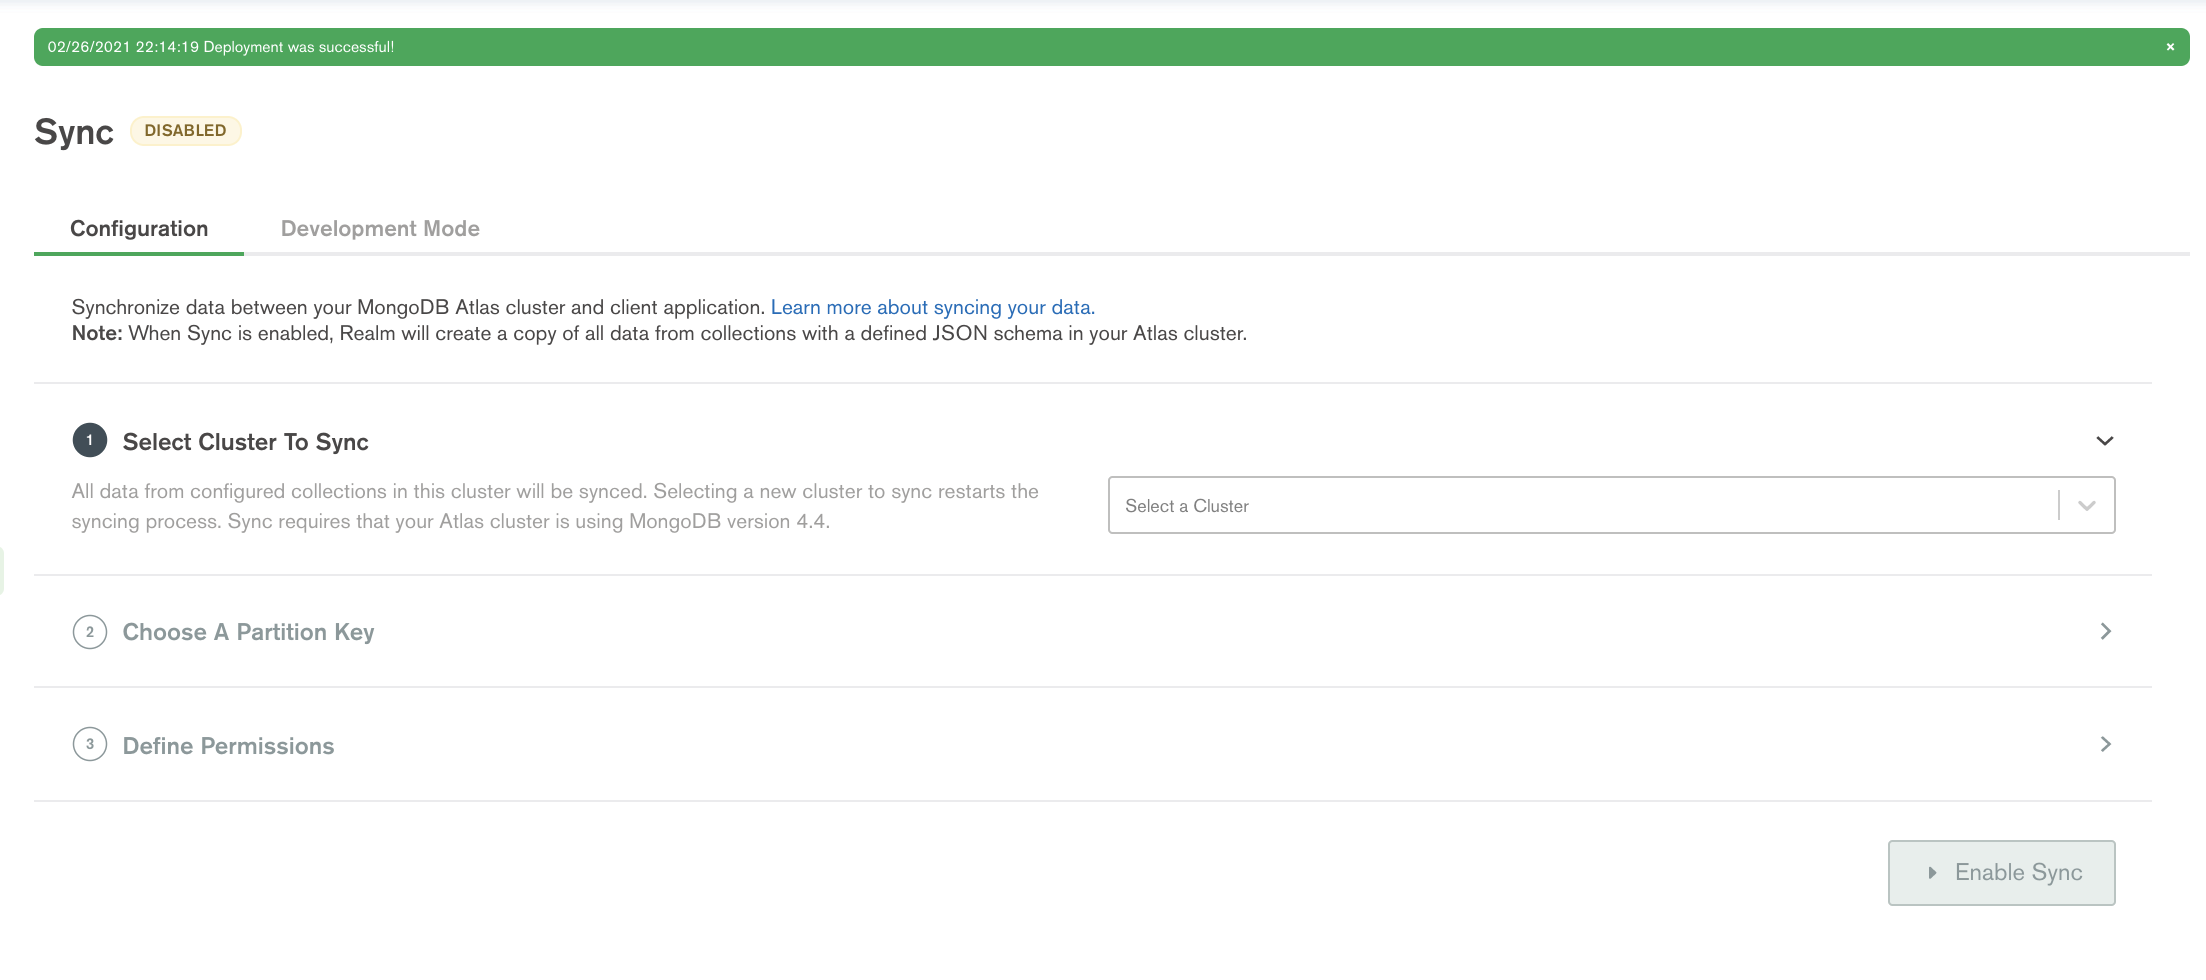 02/26/2021 22:14:19 Deployment was successful!
×
Sync DISABLED
Configuration Development Mode
Synchronize data between your MongoDB Atlas cluster and client application. Learn more about syncing your data.
Note: When Sync is enabled, Realm will create a copy of all data from collections with a defined JSON schema in your Atlas cluster.
1 Select Cluster To Sync
All data from configured collections in this cluster will be synced. Selecting a new cluster to sync restarts the
syncing process. Sync requires that your Atlas cluster is using MongoDB version 4.4.
Select a Cluster
2 Choose A Partition Key
3 Define Permissions
Enable Sync